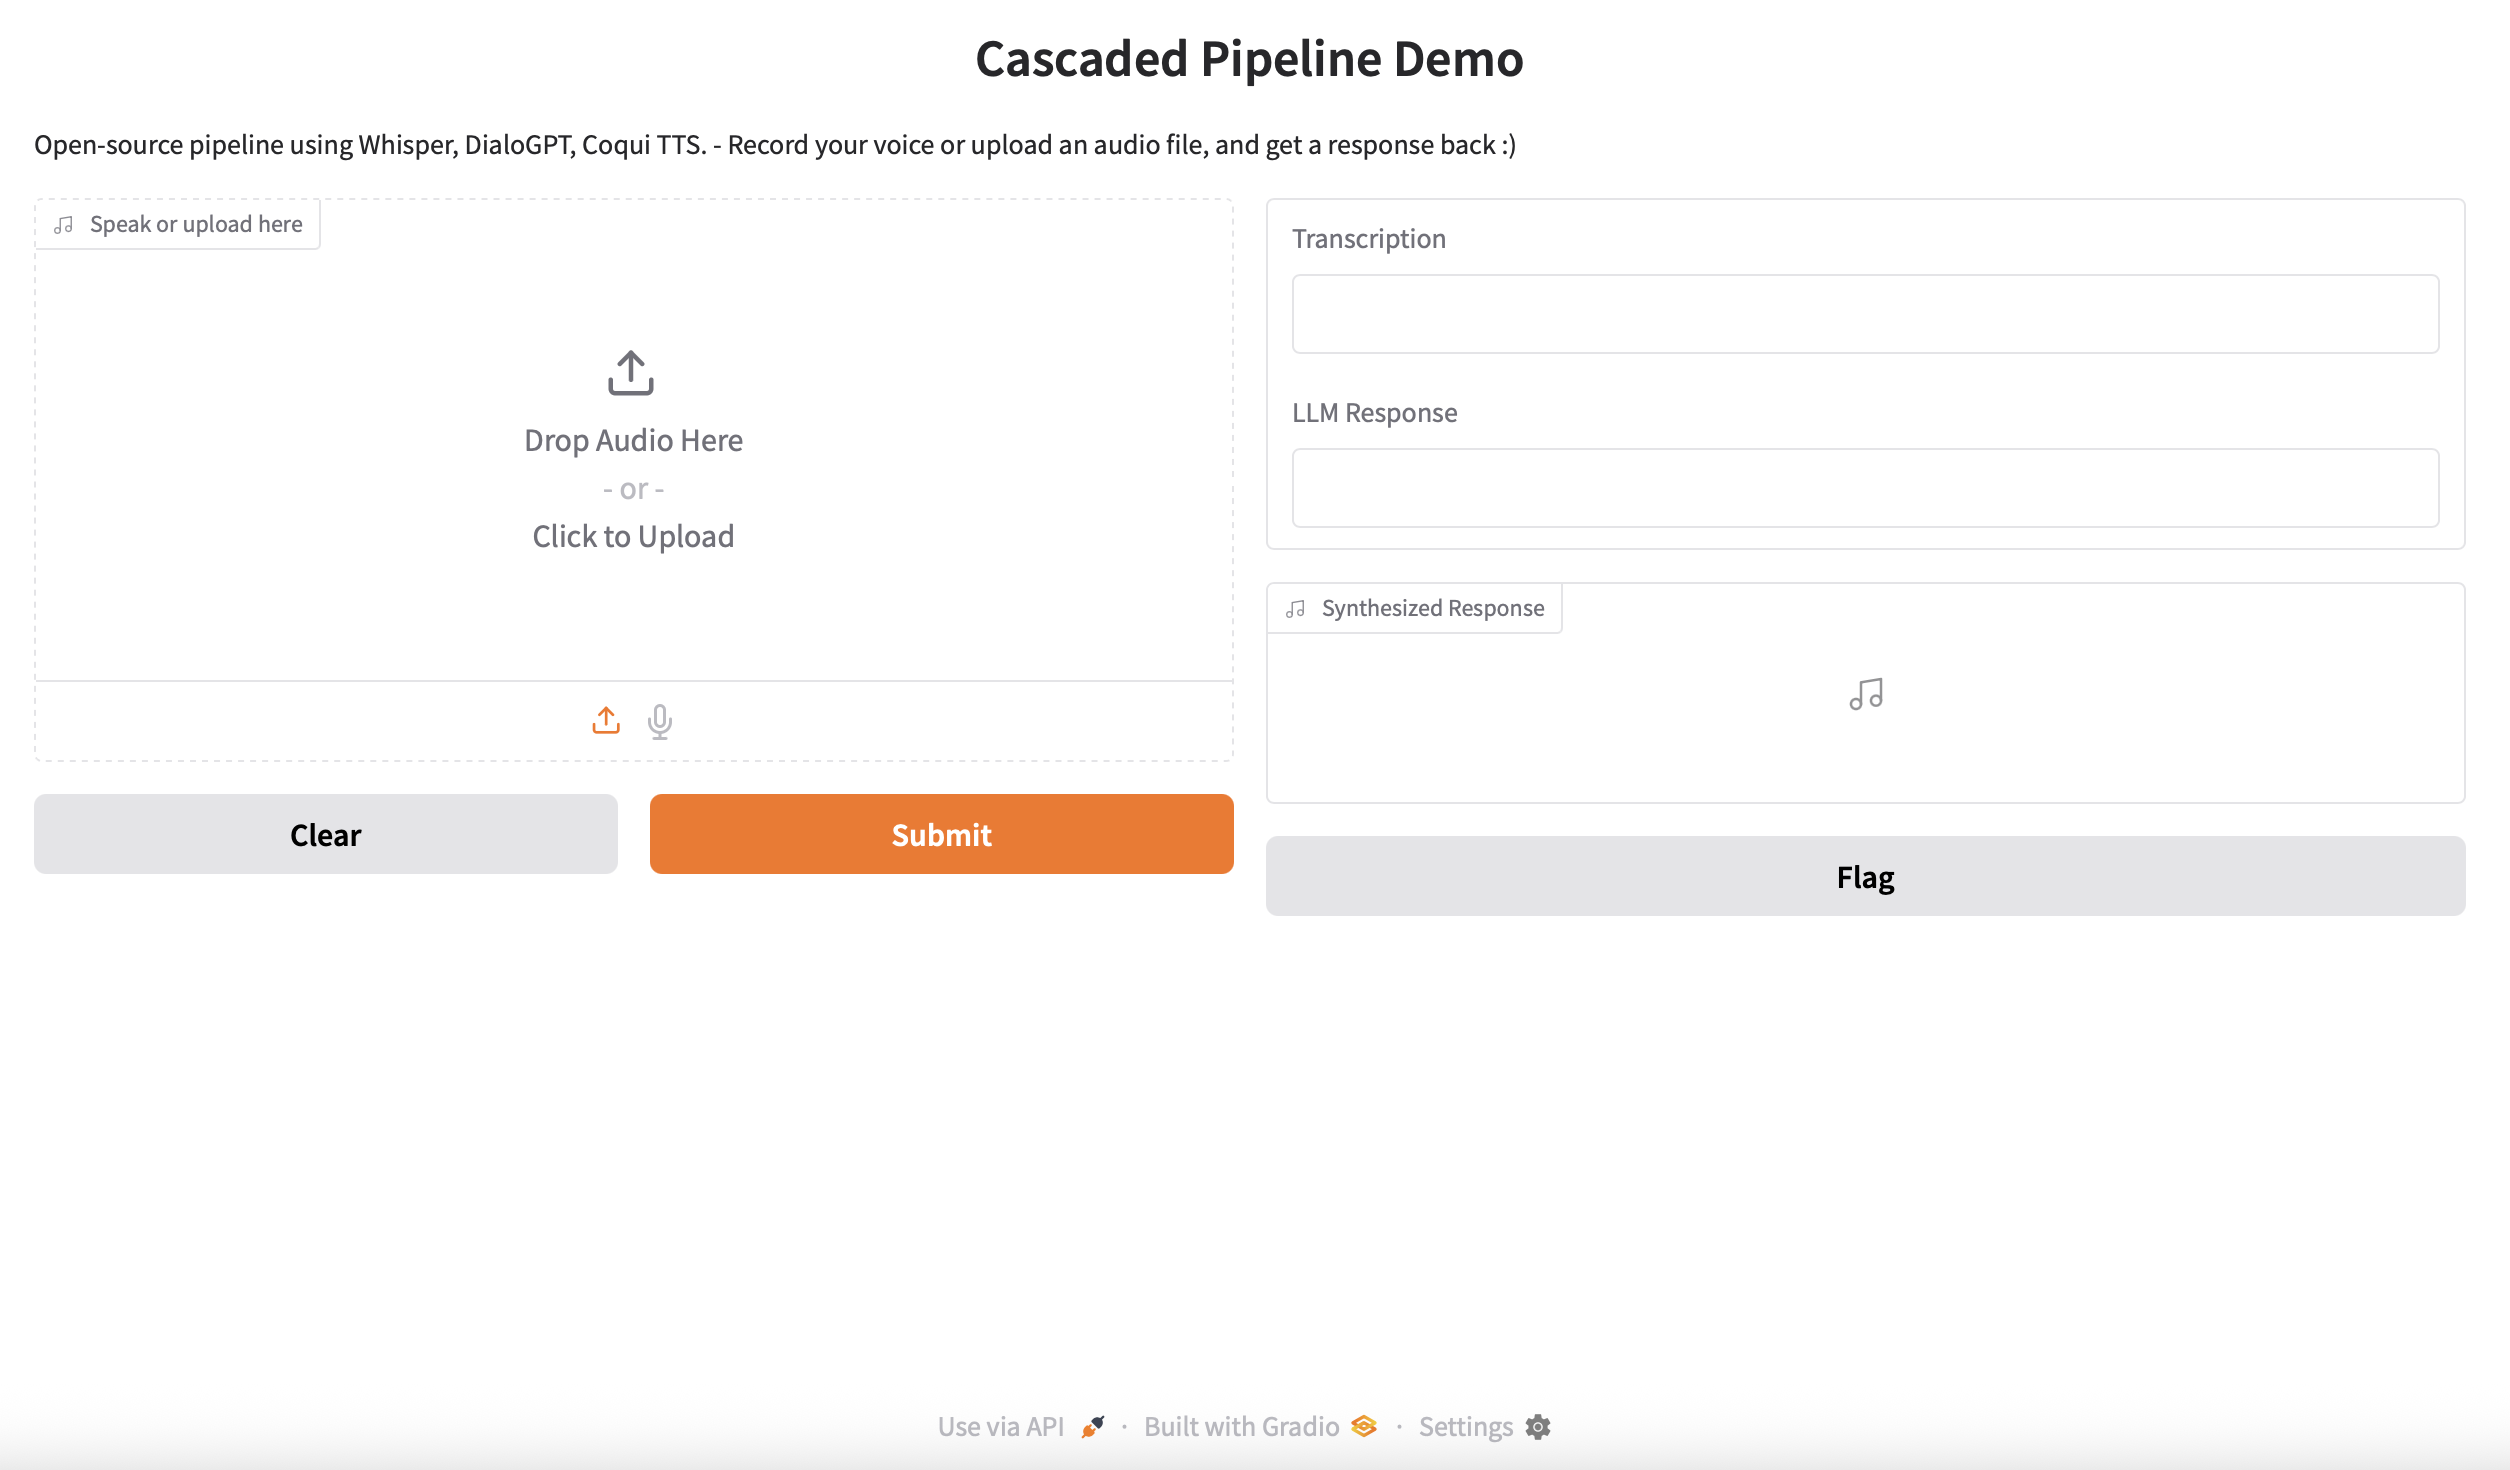 Cascaded Pipeline Demo
Open-source pipeline using Whisper, DialoGPT, Coqui TTS. - Record your voice or upload an audio file, and get a response back :)
Speak or upload here
Drop Audio Here
- or -
Click to Upload
Clear
Submit
Transcription
LLM Response
Synthesized Response
Flag
Use via API · Built with Gradio · Settings